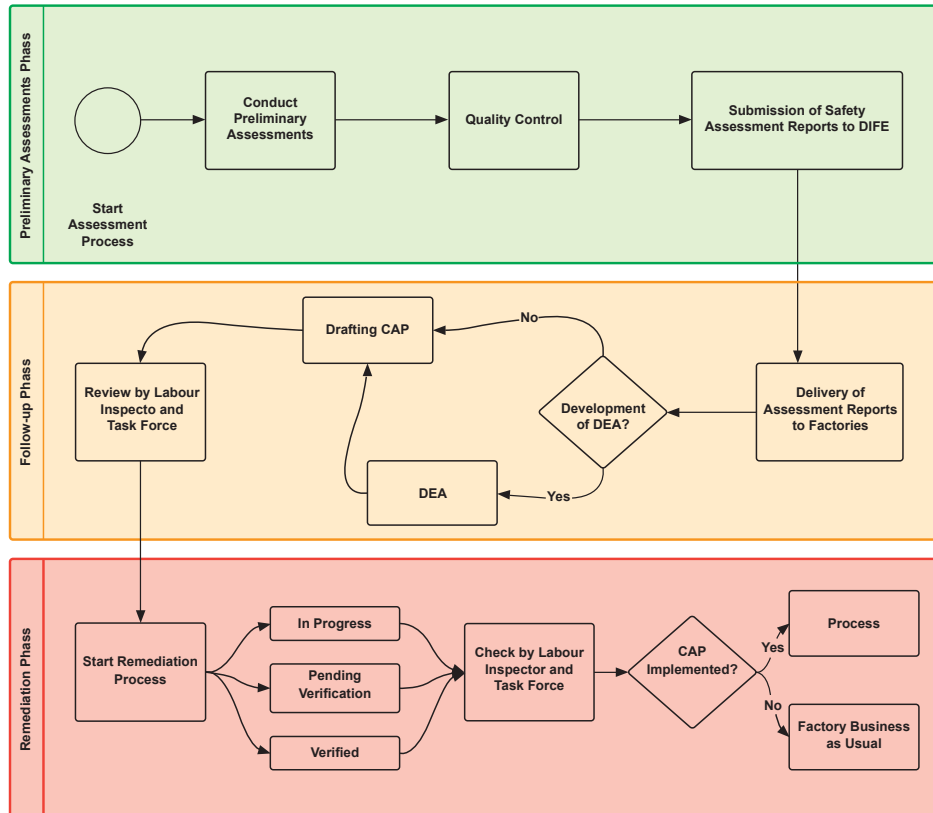 Preliminary Assessments Phase
Conduct
Preliminary
Assessments
Quality Control
Submission of Safety
Assessment Reports to DIFE
Start
Assessment
Process
Follow-up Phase
Drafting CAP
No
Review by Labour
Inspecto and
Task Force
Development
of DEA?
Delivery of
Assessment Reports
to Factories
DEA
Yes
Remediation Phase
Start Remediation
Process
In Progress
Pending
Verification
Verified
Check by Labour
Inspector and
Task Force
CAP
Implemented?
Yes
Process
No
Factory Business
as Usual